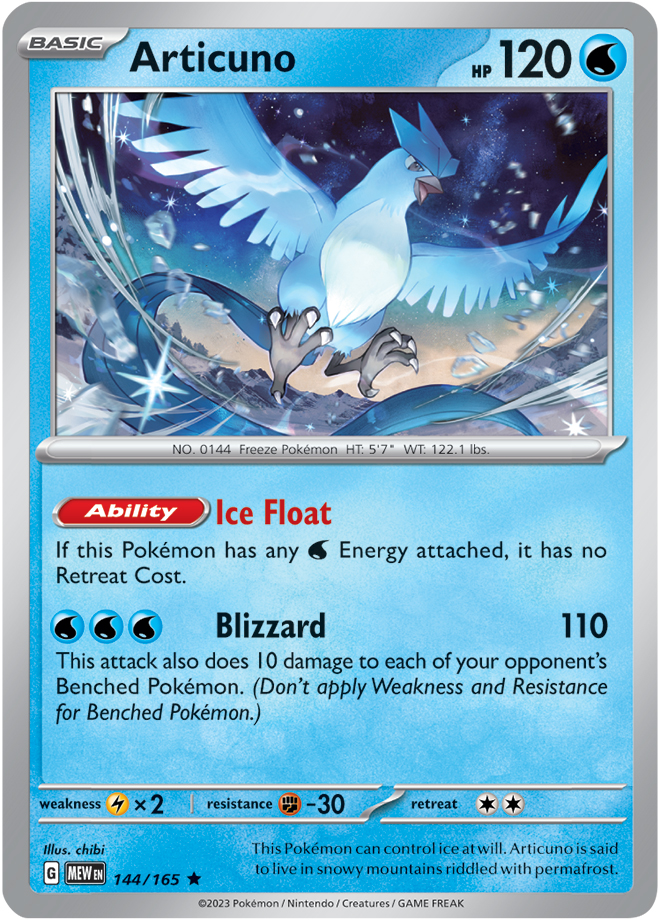 BASIC Articuno HP 120
NO. 0144 Freeze Pokémon HT: 5'7" WT: 122.1 lbs.
Ability Ice Float
If this Pokémon has any Energy attached, it has no
Retreat Cost.
Blizzard 110
This attack also does 10 damage to each of your opponent's
Benched Pokémon. (Don't apply Weakness and Resistance
for Benched Pokémon.)
weakness ×2 resistance -30 retreat
Illus. chibi
G MEW EN 144/165 ★
This Pokémon can control ice at will. Articuno is said
to live in snowy mountains riddled with permafrost.
©2023 Pokémon / Nintendo / Creatures / GAME FREAK